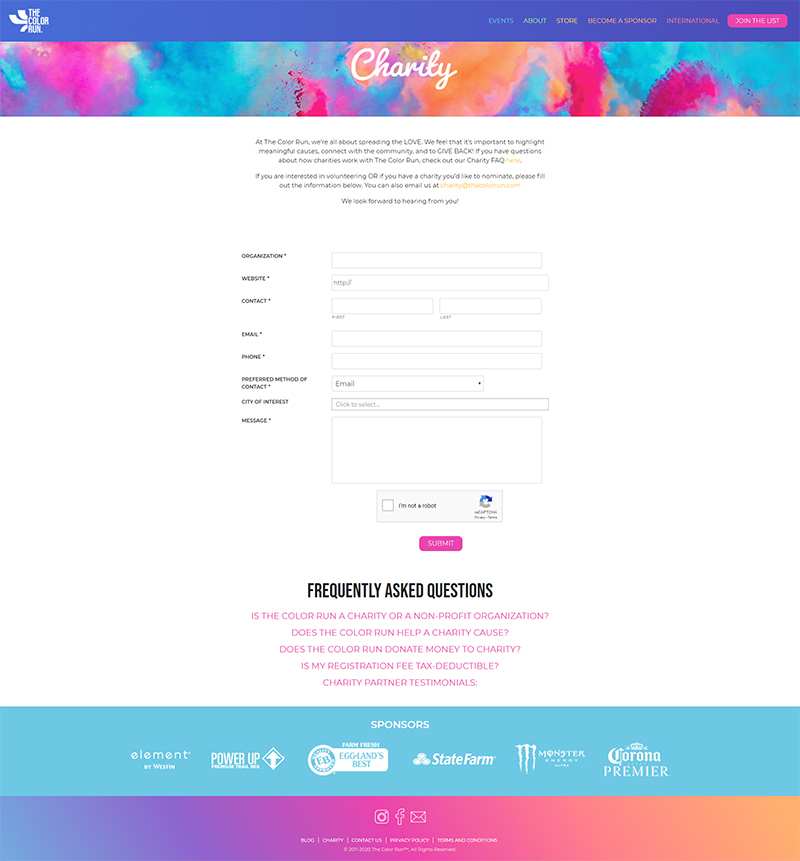 THE
COLOR
RUN.
EVENTS ABOUT STORE BECOME A SPONSOR INTERNATIONAL JOIN THE LIST
Charity
At The Color Run, we're all about spreading the LOVE. We feel that it's important to highlight
meaningful causes, connect with the community, and to GIVE BACK! If you have questions
about how charities work with The Color Run, check out our Charity FAQ here.
If you are interested in volunteering OR if you have a charity you'd like to nominate, please fill
out the information below. You can also email us at charity@thecolorrun.com
We look forward to hearing from you!
ORGANIZATION *
WEBSITE *
http://
CONTACT *
FIRST LAST
EMAIL *
PHONE *
PREFERRED METHOD OF
CONTACT *
Email
CITY OF INTEREST
Click to select...
MESSAGE *
I'm not a robot
reCAPTCHA
Privacy - Terms
SUBMIT
FREQUENTLY ASKED QUESTIONS
IS THE COLOR RUN A CHARITY OR A NON-PROFIT ORGANIZATION?
DOES THE COLOR RUN HELP A CHARITY CAUSE?
DOES THE COLOR RUN DONATE MONEY TO CHARITY?
IS MY REGISTRATION FEE TAX-DEDUCTIBLE?
CHARITY PARTNER TESTIMONIALS:
SPONSORS
element
BY WESTIN
POWER UP
PREMIUM TRAIL MIX
FARM FRESH
EB
EGGLAND'S
BEST
StateFarm
MONSTER
ENERGY
ULTRA
Corona
PREMIER
BLOG | CHARITY | CONTACT US | PRIVACY POLICY | TERMS AND CONDITIONS
© 2011-2020 The Color Run™, All Rights Reserved.